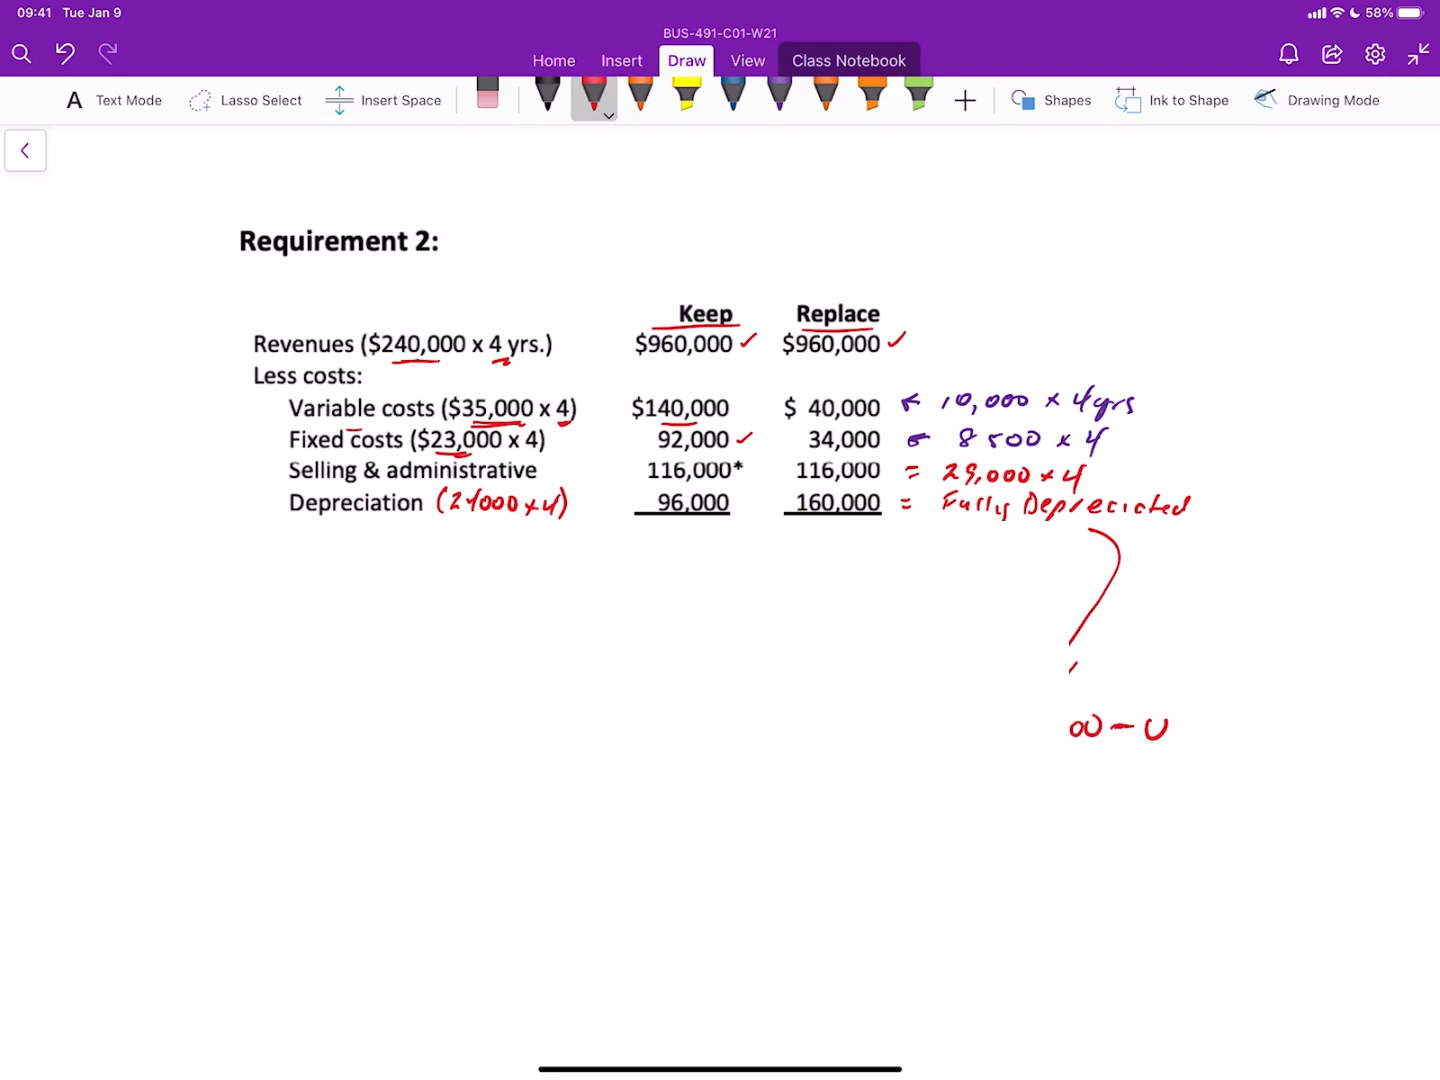 09:41 Tue Jan 9 58%
BUS-491-C01-W21
Home Insert Draw View Class Notebook
A Text Mode Lasso Select Insert Space Shapes Ink to Shape Drawing Mode
Requirement 2:
Keep Replace
Revenues ($240,000 x 4 yrs.) $960,000 ✓ $960,000 ✓
Less costs:
Variable costs ($35,000 x 4) $140,000 $ 40,000 ← 10,000 × 4yrs
Fixed costs ($23,000 x 4) 92,000 ✓ 34,000 ← 8500 × 4
Selling & administrative 116,000* 116,000 = 29,000 × 4
Depreciation (24000 × 4) 96,000 160,000 = Fully Depreciated
00 – 0